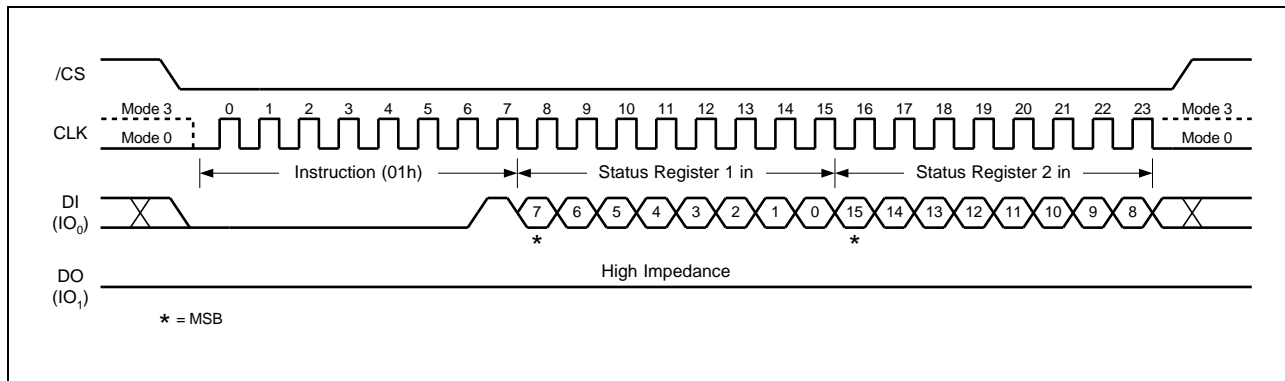 /CS
Mode 3 0 1 2 3 4 5 6 7 8 9 10 11 12 13 14 15 16 17 18 19 20 21 22 23 Mode 3
CLK Mode 0 Mode 0
Instruction (01h) Status Register 1 in Status Register 2 in
DI
(IO0) 7 6 5 4 3 2 1 0 15 14 13 12 11 10 9 8
* *
High Impedance
DO
(IO1)
* = MSB